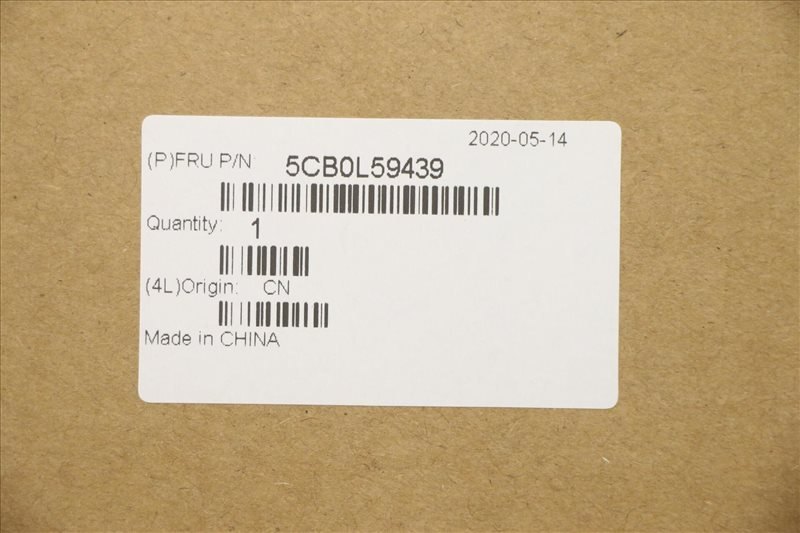 2020-05-14
(P)FRU P/N: 5CB0L59439
Quantity: 1
(4L)Origin: CN
Made in CHINA